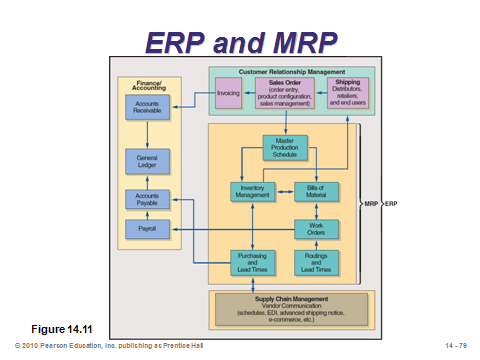 ERP and MRP
Customer Relationship Management
Finance/
Accounting
Accounts
Receivable
General
Ledger
Accounts
Payable
Payroll
Invoicing
Sales Order
(order entry,
product configuration,
sales management)
Shipping
Distributors,
retailers,
and end users
Master
Production
Schedule
Inventory
Management
Bills of
Material
MRP
ERP
Work
Orders
Purchasing
and
Lead Times
Routings
and
Lead Times
Supply Chain Management
Vendor Communication
(schedules, EDI, advanced shipping notice,
e-commerce, etc.)
Figure 14.11
© 2010 Pearson Education, Inc. publishing as Prentice Hall
14 - 79